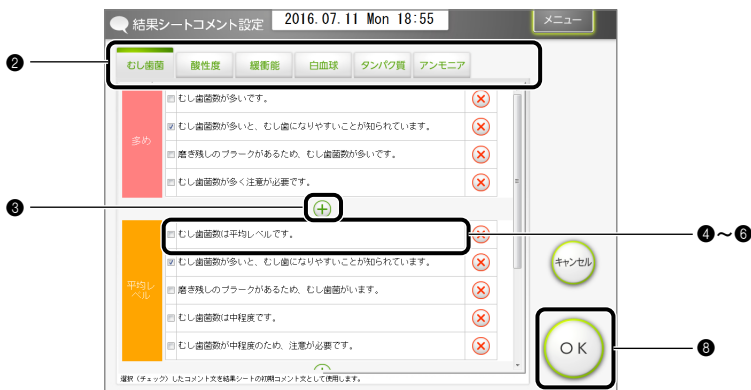 結果シートコメント設定
2016.07.11 Mon 18:55
メニュー
❷
むし歯菌
酸性度
緩衝能
白血球
タンパク質
アンモニア
多め
むし歯菌数が多いです。
むし歯菌数が多いと、むし歯になりやすいことが知られています。
磨き残しのプラークがあるため、むし歯菌数が多いです。
むし歯菌数が多く注意が必要です。
❸
平均レベル
むし歯菌数は平均レベルです。
❹～❻
むし歯菌数が多いと、むし歯になりやすいことが知られています。
磨き残しのプラークがあるため、むし歯菌がいます。
むし歯菌数は中程度です。
むし歯菌数が中程度のため、注意が必要です。
キャンセル
OK
❽
選択（チェック）したコメント文を結果シートの初期コメント文として使用します。